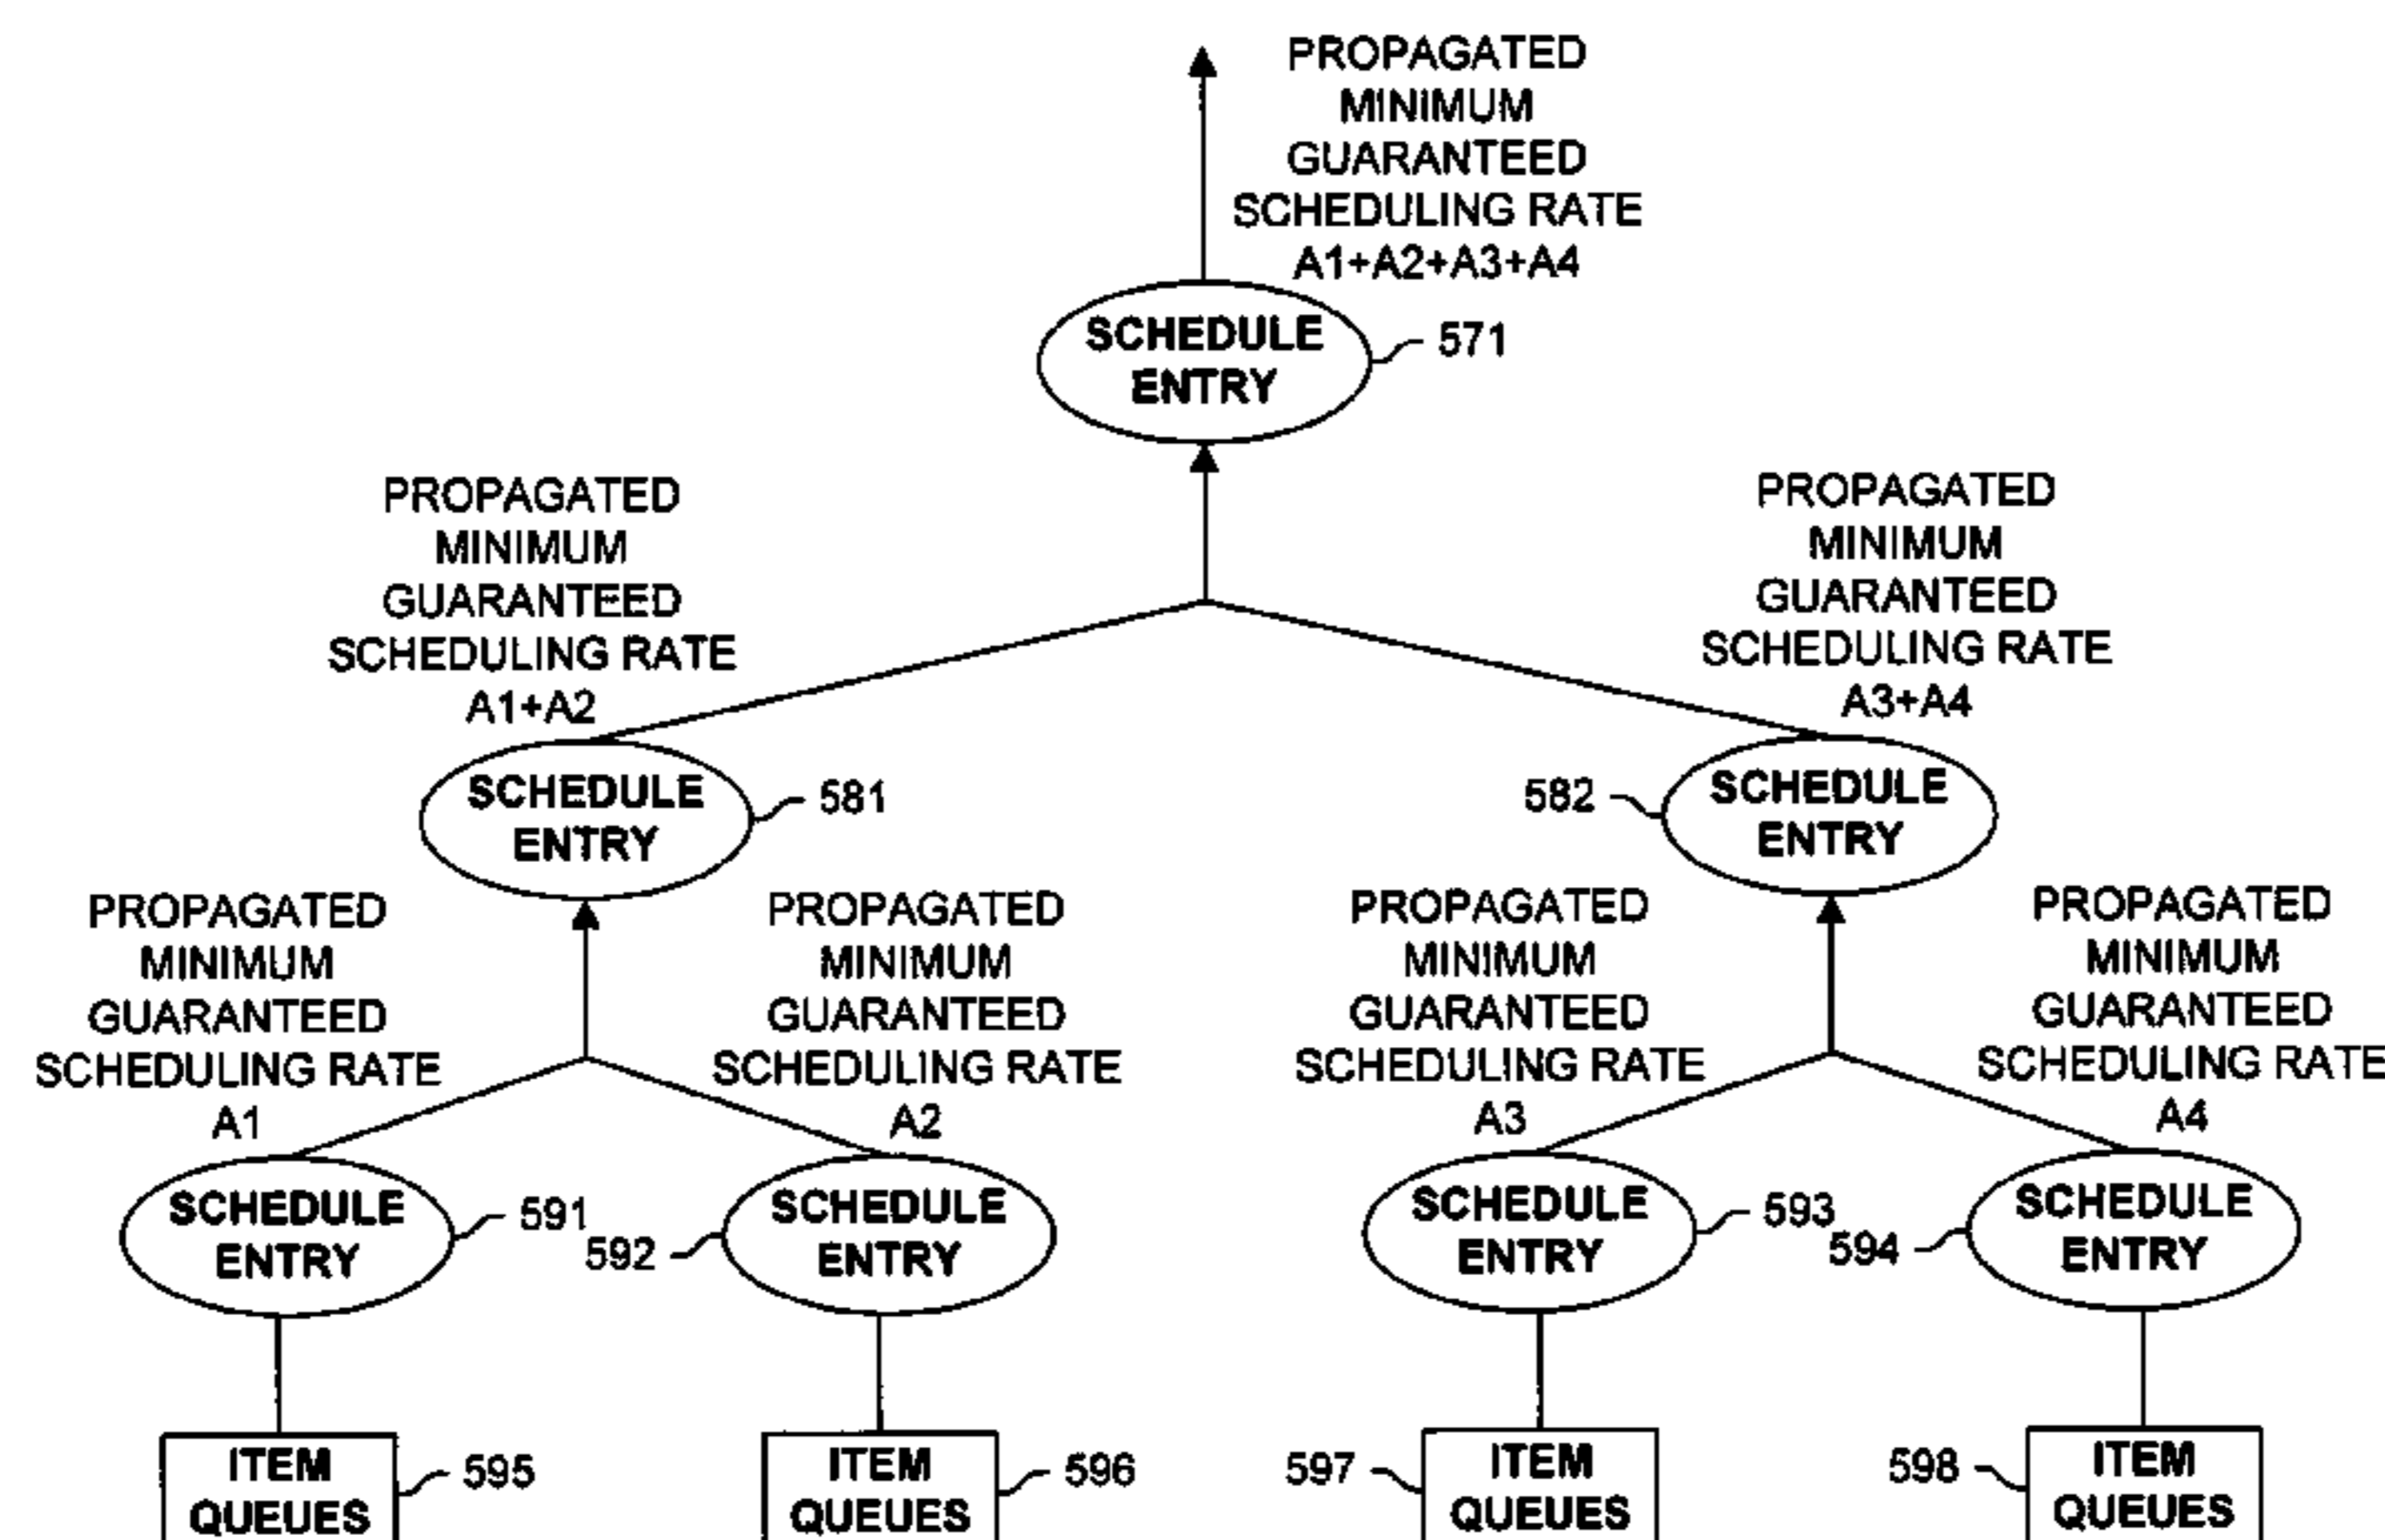 PROPAGATED
MINIMUM
GUARANTEED
SCHEDULING RATE
A1+A2+A3+A4
SCHEDULE
ENTRY
571
PROPAGATED
MINIMUM
GUARANTEED
SCHEDULING RATE
A1+A2
PROPAGATED
MINIMUM
GUARANTEED
SCHEDULING RATE
A3+A4
SCHEDULE
ENTRY
581
582
SCHEDULE
ENTRY
PROPAGATED
MINIMUM
GUARANTEED
SCHEDULING RATE
A1
PROPAGATED
MINIMUM
GUARANTEED
SCHEDULING RATE
A2
PROPAGATED
MINIMUM
GUARANTEED
SCHEDULING RATE
A3
PROPAGATED
MINIMUM
GUARANTEED
SCHEDULING RATE
A4
SCHEDULE
ENTRY
591
592
SCHEDULE
ENTRY
SCHEDULE
ENTRY
593
594
SCHEDULE
ENTRY
ITEM
QUEUES
595
ITEM
QUEUES
596
597
ITEM
QUEUES
598
ITEM
QUEUES